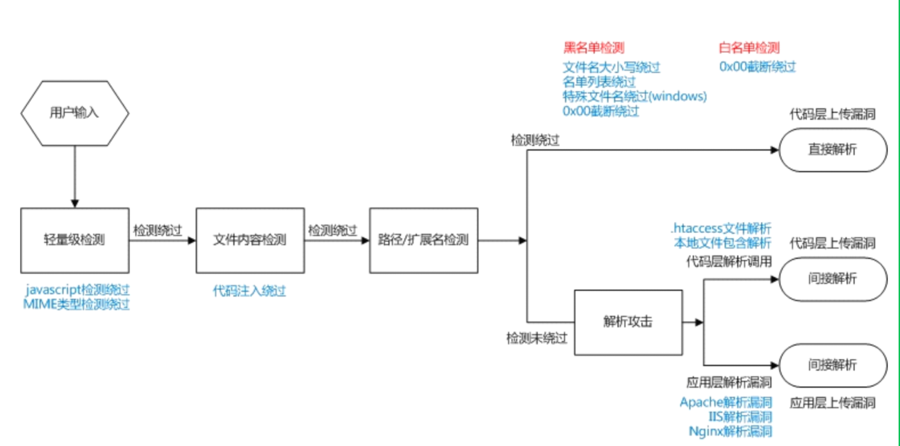 黑名单检测
白名单检测
文件名大小写绕过
名单列表绕过
特殊文件名绕过(windows)
0x00截断绕过
0x00截断绕过
用户输入
检测绕过
代码层上传漏洞
直接解析
轻量级检测
检测绕过
文件内容检测
检测绕过
路径/扩展名检测
javascript检测绕过
MIME类型检测绕过
代码注入绕过
.htaccess文件解析
本地文件包含解析
代码层解析调用
代码层上传漏洞
间接解析
检测未绕过
解析攻击
间接解析
应用层解析漏洞
Apache解析漏洞
IIS解析漏洞
Nginx解析漏洞
应用层上传漏洞